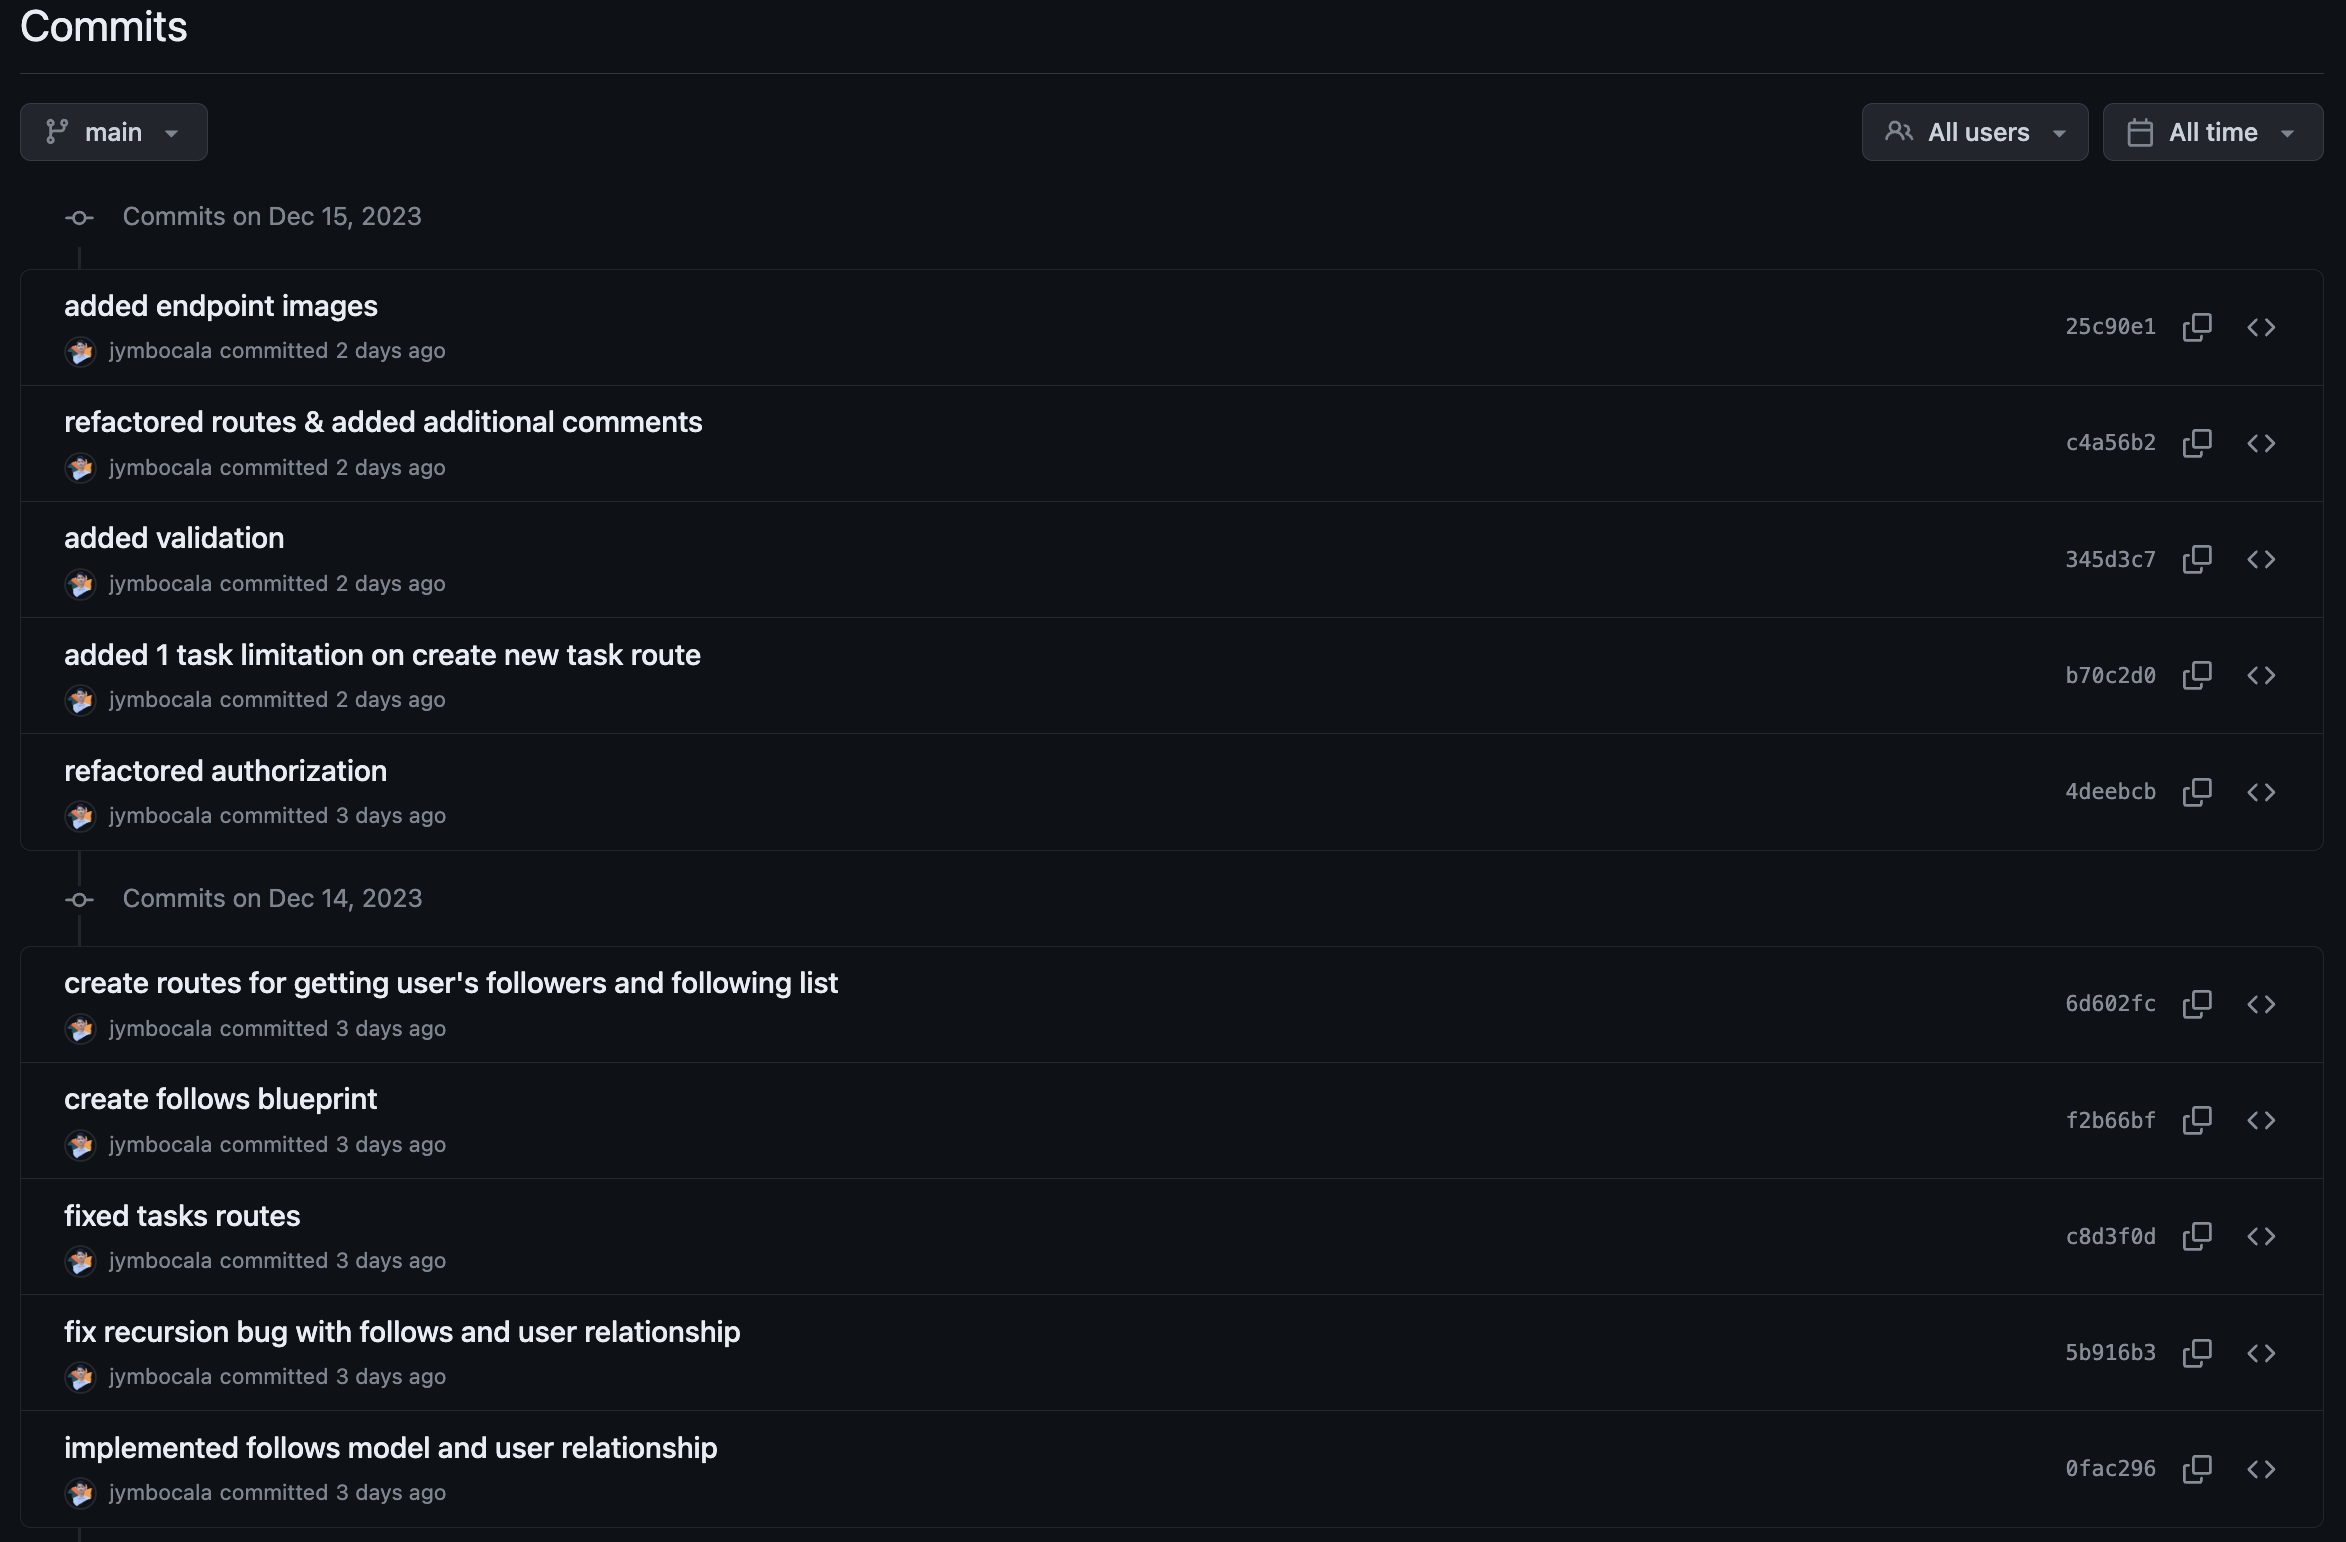 Commits
main
All users
All time
Commits on Dec 15, 2023
added endpoint images
25c90e1
jymbocala committed 2 days ago
refactored routes & added additional comments
c4a56b2
jymbocala committed 2 days ago
added validation
345d3c7
jymbocala committed 2 days ago
added 1 task limitation on create new task route
b70c2d0
jymbocala committed 2 days ago
refactored authorization
4deebcb
jymbocala committed 3 days ago
Commits on Dec 14, 2023
create routes for getting user's followers and following list
6d602fc
jymbocala committed 3 days ago
create follows blueprint
f2b66bf
jymbocala committed 3 days ago
fixed tasks routes
c8d3f0d
jymbocala committed 3 days ago
fix recursion bug with follows and user relationship
5b916b3
jymbocala committed 3 days ago
implemented follows model and user relationship
0fac296
jymbocala committed 3 days ago